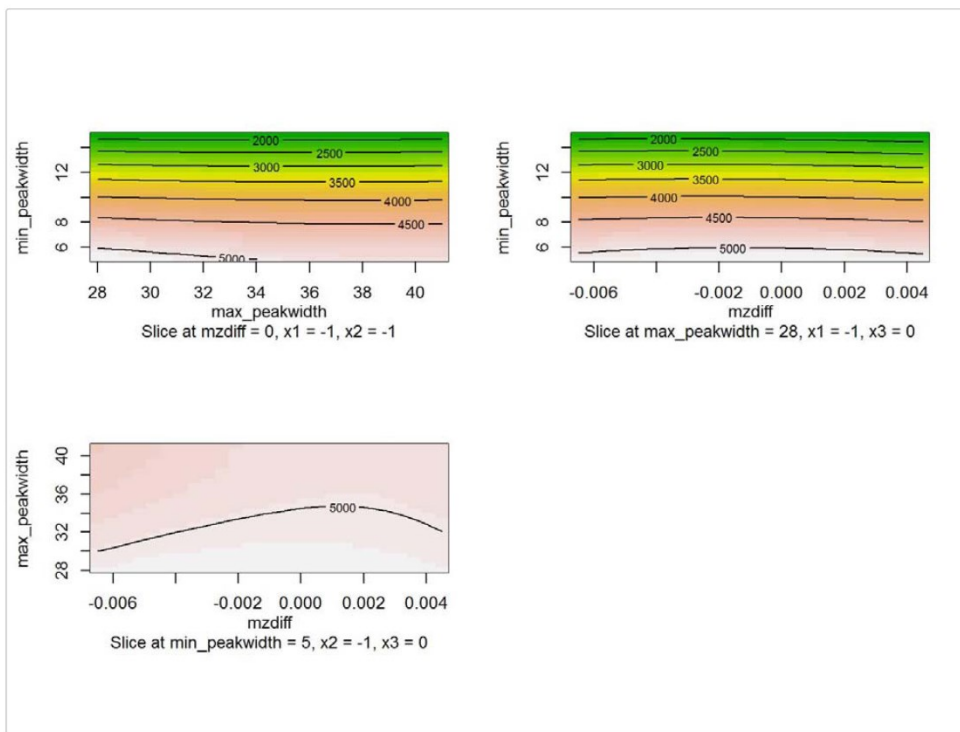 2000
2500
3000
3500
4000
4500
5000
min_peakwidth
12
8
6
28 30 32 34 36 38 40
max_peakwidth
Slice at mzdiff = 0, x1 = -1, x2 = -1
2000
2500
3000
3500
4000
4500
5000
min_peakwidth
12
8
6
-0.006 -0.002 0.000 0.002 0.004
mzdiff
Slice at max_peakwidth = 28, x1 = -1, x3 = 0
5000
max_peakwidth
40
36
32
28
-0.006 -0.002 0.000 0.002 0.004
mzdiff
Slice at min_peakwidth = 5, x2 = -1, x3 = 0